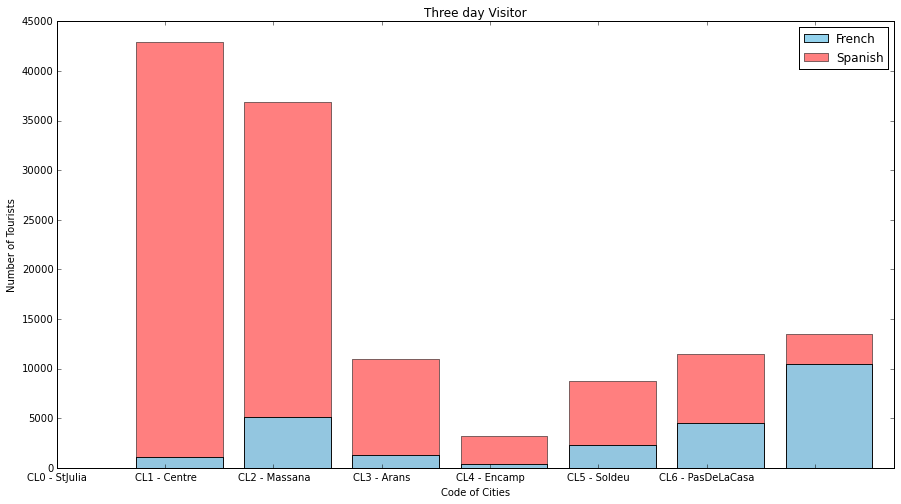 Three day Visitor
French
Spanish
45000
40000
35000
30000
25000
20000
15000
10000
5000
0
Number of Tourists
CL0 - StJulia
CL1 - Centre
CL2 - Massana
CL3 - Arans
CL4 - Encamp
CL5 - Soldeu
CL6 - PasDeLaCasa
Code of Cities